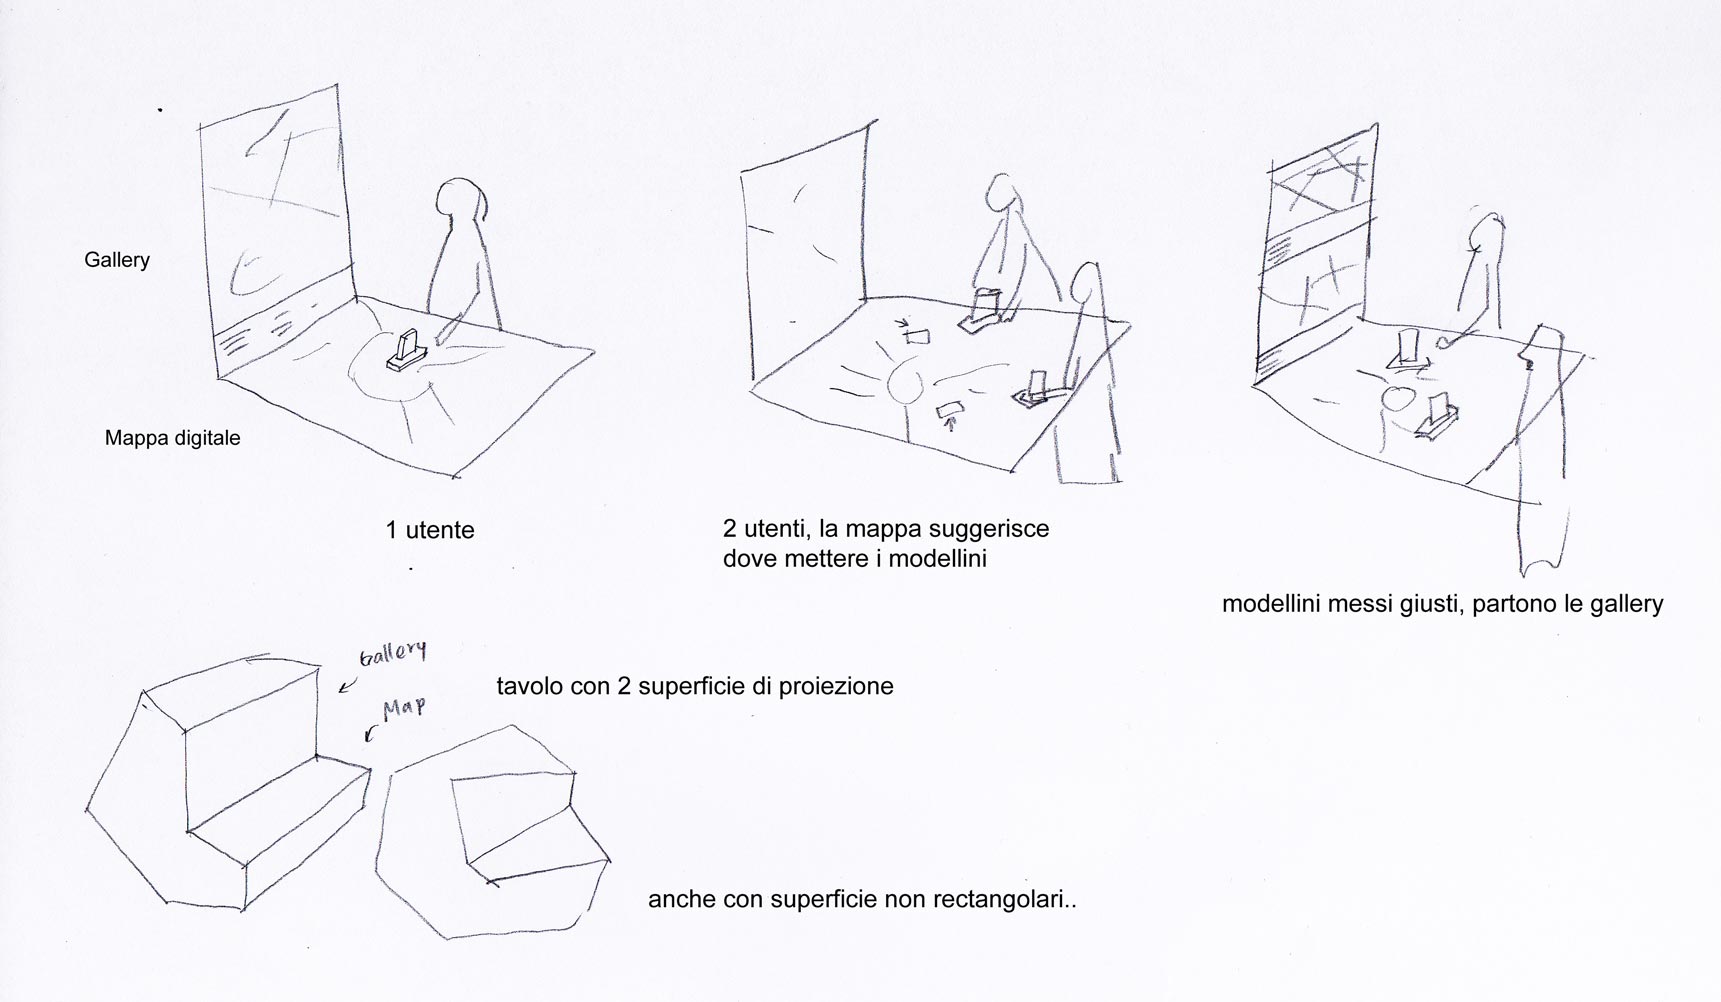 Gallery
Mappa digitale
1 utente
2 utenti, la mappa suggerisce
dove mettere i modellini
modellini messi giusti, partono le gallery
Gallery
Map
tavolo con 2 superficie di proiezione
anche con superficie non rectangolari..